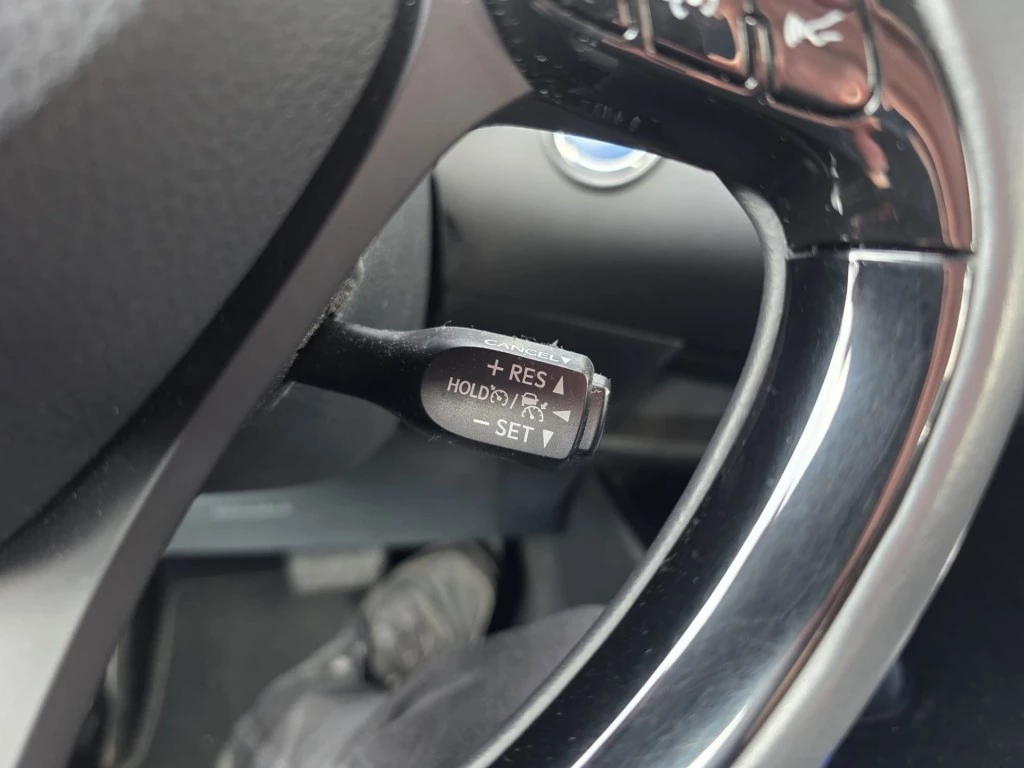 CANCEL▼
+ RES ▲
HOLD / ◀
− SET ▼